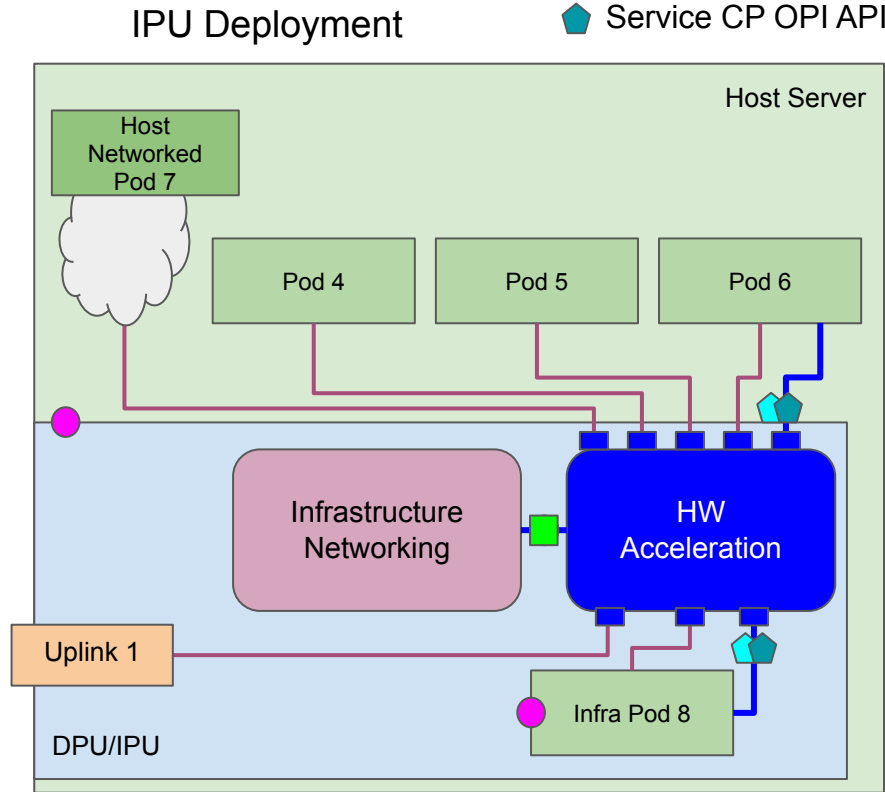 IPU Deployment
Service CP OPI API
Host Server
Host
Networked
Pod 7
Pod 4
Pod 5
Pod 6
Infrastructure
Networking
HW
Acceleration
Uplink 1
Infra Pod 8
DPU/IPU